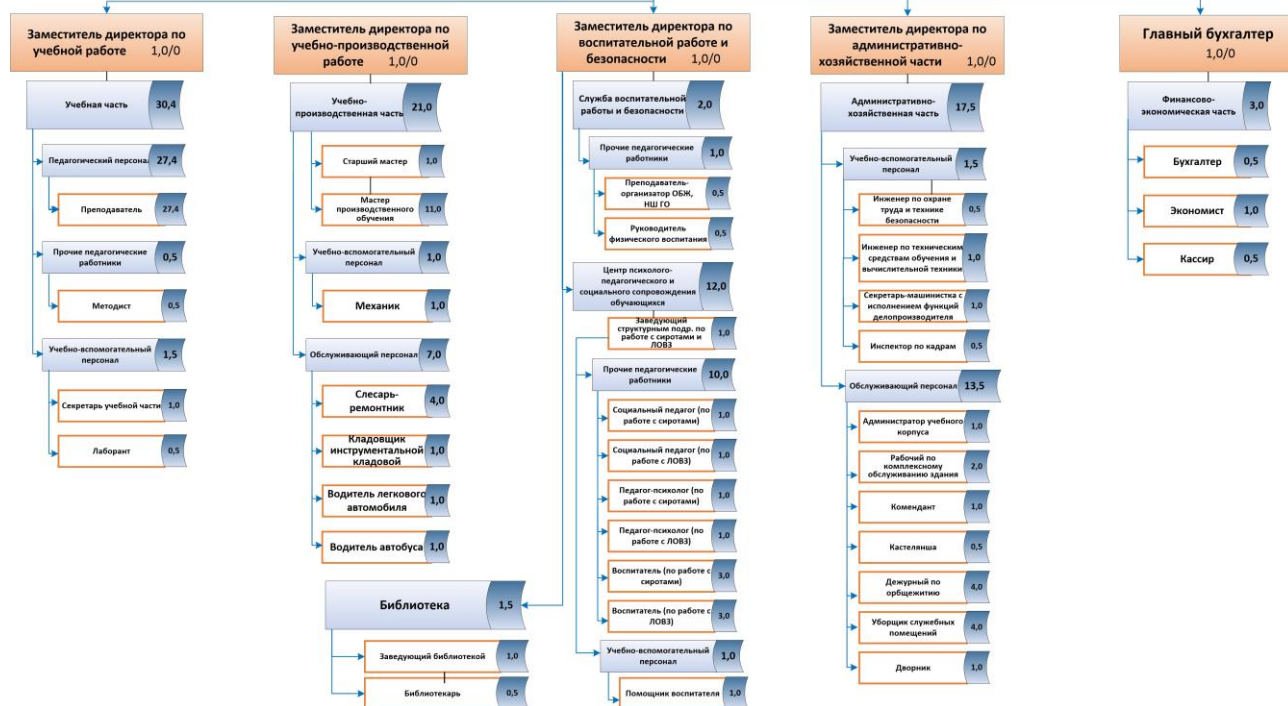 Заместитель директора по
учебной работе 1,0/0
Учебная часть 30,4
Педагогический персонал 27,4
Преподаватель 27,4
Прочие педагогические
работники 0,5
Методист 0,5
Учебно-вспомогательный
персонал 1,5
Секретарь учебной части 1,0
Лаборант 0,5
Заместитель директора по
учебно-производственной
работе 1,0/0
Учебно-
производственная часть 21,0
Старший мастер 1,0
Мастер
производственного
обучения 11,0
Учебно-вспомогательный
персонал 1,0
Механик 1,0
Обслуживающий персонал 7,0
Слесарь-
ремонтник 4,0
Кладовщик
инструментальной
кладовой 1,0
Водитель легкового
автомобиля 1,0
Водитель автобуса 1,0
Библиотека 1,5
Заведующий библиотекой 1,0
Библиотекарь 0,5
Заместитель директора по
воспитательной работе и
безопасности 1,0/0
Служба воспитательной
работы и безопасности 2,0
Прочие педагогические
работники 1,0
Преподаватель-
организатор ОБЖ,
НШ ГО 0,5
Руководитель
физического воспитания 0,5
Центр психолого-
педагогического и
социального сопровождения
обучающихся 12,0
Заведующий
структурным подр. по
работе с сиротами и
ЛОВЗ 1,0
Прочие педагогические
работники 10,0
Социальный педагог (по
работе с сиротами) 1,0
Социальный педагог (по
работе с ЛОВЗ) 1,0
Педагог-психолог (по
работе с сиротами) 1,0
Педагог-психолог (по
работе с ЛОВЗ) 1,0
Воспитатель (по работе с
сиротами) 3,0
Воспитатель (по работе с
ЛОВЗ) 3,0
Учебно-вспомогательный
персонал 1,0
Помощник воспитателя 1,0
Заместитель директора по
административно-
хозяйственной части 1,0/0
Административно-
хозяйственная часть 17,5
Учебно-вспомогательный
персонал 1,5
Инженер по охране
труда и технике
безопасности 0,5
Инженер по техническим
средствам обучения и
вычислительной техники 1,0
Секретарь-машинистка с
исполнением функций
делопроизводителя 1,0
Инспектор по кадрам 0,5
Обслуживающий персонал 13,5
Администратор учебного
корпуса 1,0
Рабочий по
комплексному
обслуживанию здания 2,0
Комендант 1,0
Кастелянша 0,5
Дежурный по
орбщежитию 4,0
Уборщик служебных
помещений 4,0
Дворник 1,0
Главный бухгалтер
1,0/0
Финансово-
экономическая часть 3,0
Бухгалтер 0,5
Экономист 1,0
Кассир 0,5